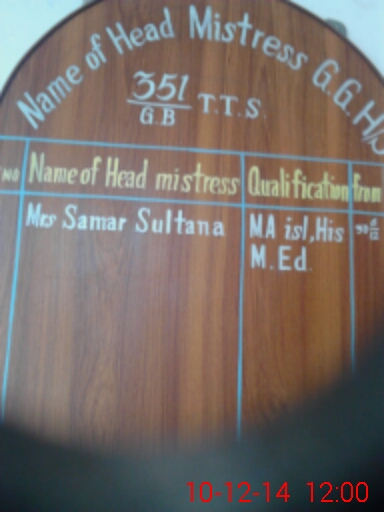 Name of Head Mistress G.G.H/S
351
G.B
T.T.S.
NO Name of Head mistress Qualification from
Mrs Samar Sultana M.A isl,His
M.Ed.
10-12-14 12:00